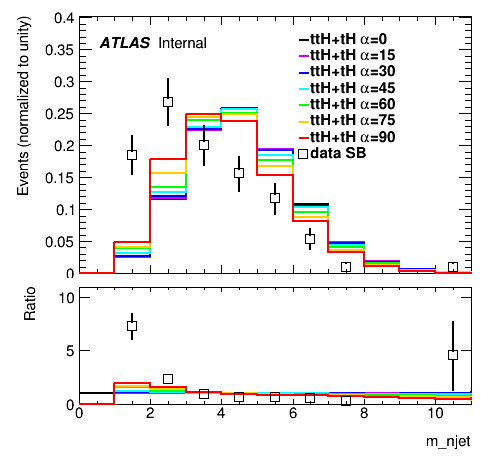 0.4
0.35
0.3
0.25
0.2
0.15
0.1
0.05
0
Events (normalized to unity)
ATLAS Internal
ttH+tH α=0
ttH+tH α=15
ttH+tH α=30
ttH+tH α=45
ttH+tH α=60
ttH+tH α=75
ttH+tH α=90
data SB
Ratio
10
5
0
0 2 4 6 8 10
m_njet